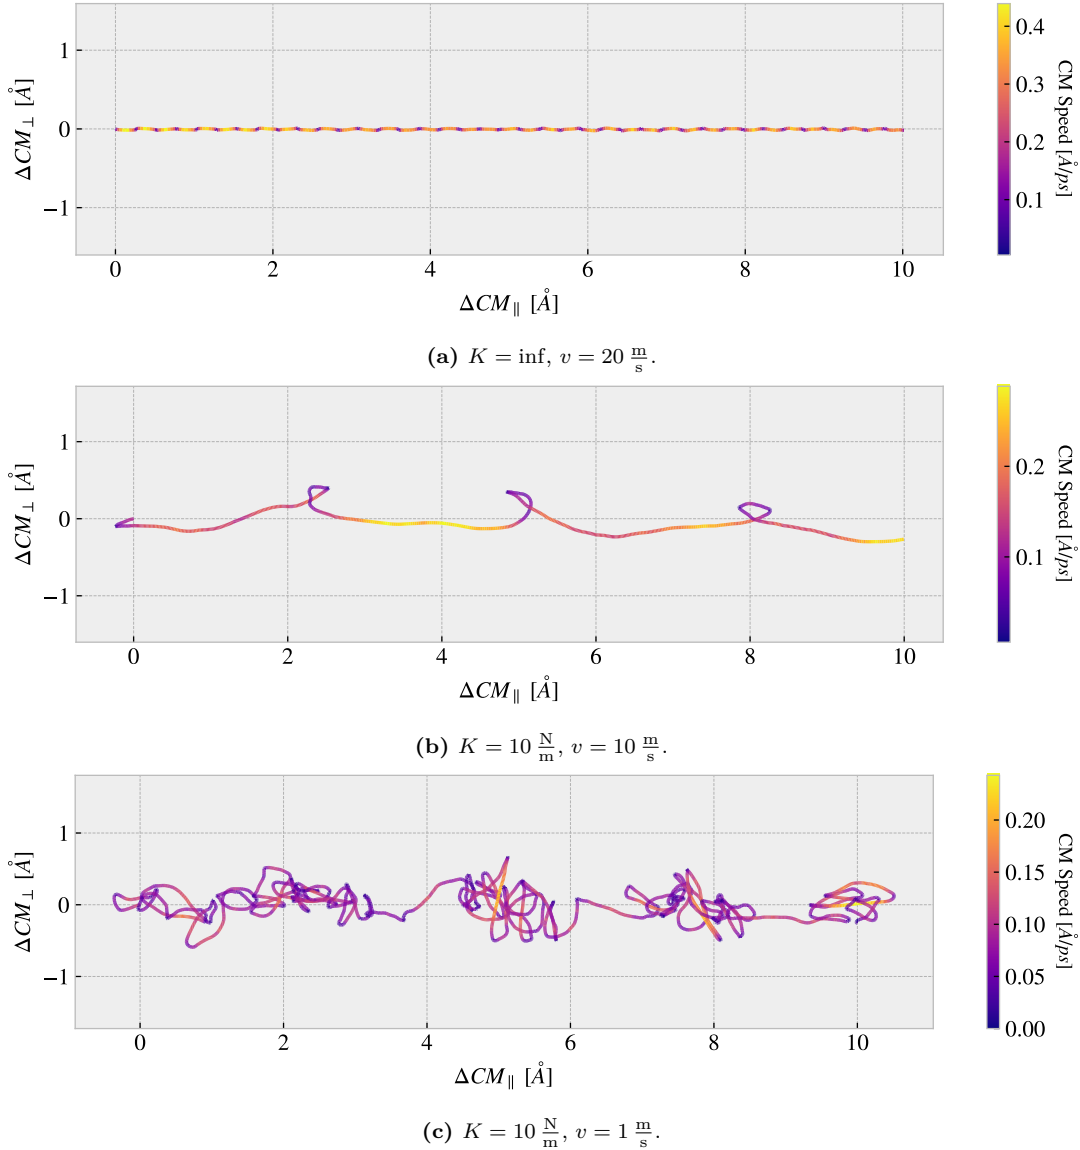 1
0
−1
ΔCM⊥ [Å]
0 2 4 6 8 10
ΔCM∥ [Å]
0.4
0.3
0.2
0.1
CM Speed [Å/ps]
(a) K = inf, v = 20 m/s.
1
0
−1
ΔCM⊥ [Å]
0 2 4 6 8 10
ΔCM∥ [Å]
0.2
0.1
CM Speed [Å/ps]
(b) K = 10 N/m, v = 10 m/s.
1
0
−1
ΔCM⊥ [Å]
0 2 4 6 8 10
ΔCM∥ [Å]
0.20
0.15
0.10
0.05
0.00
CM Speed [Å/ps]
(c) K = 10 N/m, v = 1 m/s.